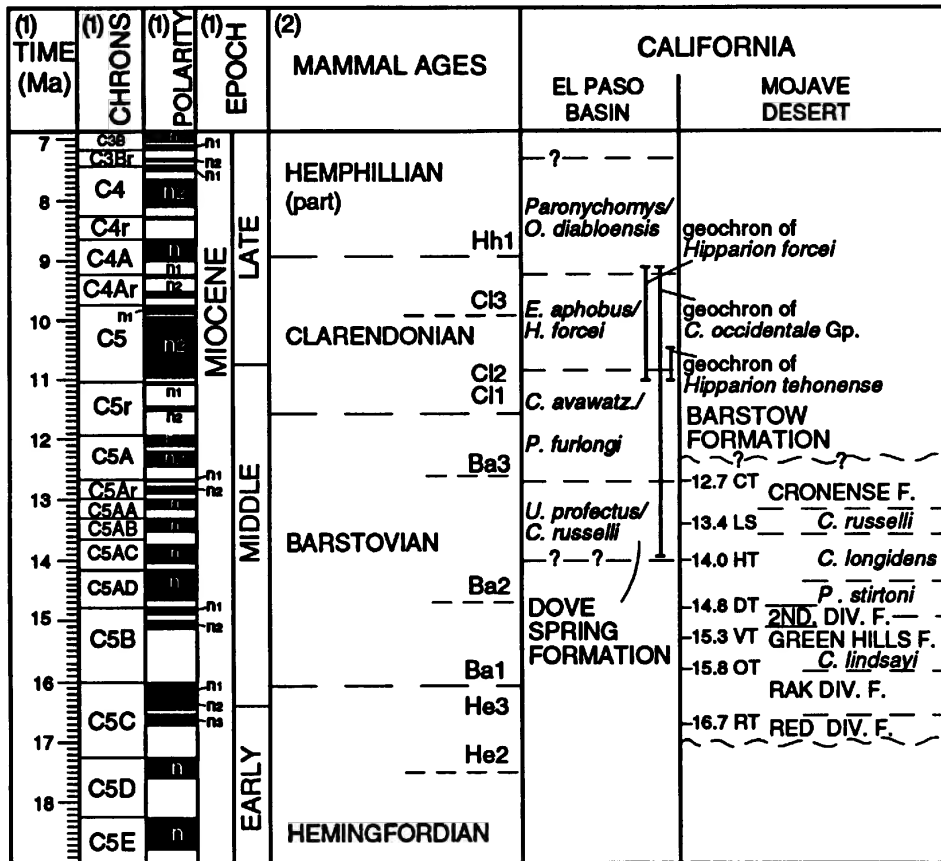 (1)
TIME
(Ma)
(1)
CHRONS
(1)
POLARITY
(1)
EPOCH
(2)
MAMMAL AGES
CALIFORNIA
EL PASO
BASIN
MOJAVE
DESERT
7
8
9
10
11
12
13
14
15
16
17
18
C3B
C3Br
C4
C4r
C4A
C4Ar
n1
C5
C5r
C5A
C5Ar
C5AA
C5AB
C5AC
C5AD
C5B
C5C
C5D
C5E
n
n1
n2
n1
n2
n
n1
n2
n2
n1
n2
n
n
n1
n2
n
n
n
n
n1
n2
n1
n2
n3
n
n
MIOCENE
LATE
MIDDLE
EARLY
HEMPHILLIAN
(part)
Hh1
Cl3
CLARENDONIAN
Cl2
Cl1
Ba3
BARSTOVIAN
Ba2
Ba1
He3
He2
HEMINGFORDIAN
?
Paronychomys/
O. diabloensis
E. aphobus/
H. forcei
C. avawatz./
P. furlongi
U. profectus/
C. russelli
? ?
DOVE
SPRING
FORMATION
geochron of
Hipparion forcei
geochron of
C. occidentale Gp.
geochron of
Hipparion tehonense
BARSTOW
FORMATION
? ?
12.7 CT
CRONENSE F.
13.4 LS C. russelli
14.0 HT C. longidens
P. stirtoni
14.8 DT
2ND. DIV. F.
15.3 VT GREEN HILLS F.
15.8 OT C. lindsayi
RAK DIV. F.
16.7 RT RED DIV. F.